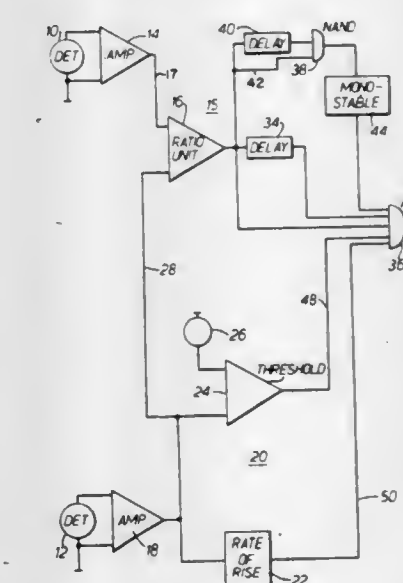 10
DET
AMP
14
17
16
15
RATIO
UNIT
40
DELAY
NAND
38
42
MONO-
STABLE
44
34
DELAY
36
28
26
48
THRESHOLD
24
20
50
DET
12
AMP
18
RATE
OF
RISE
22